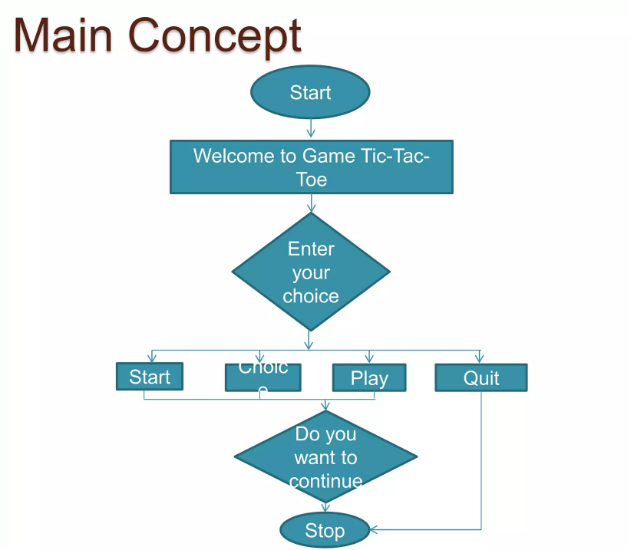 Main Concept
Start
Welcome to Game Tic-Tac-
Toe
Enter
your
choice
Start
Choic
e
Play
Quit
Do you
want to
continue
Stop